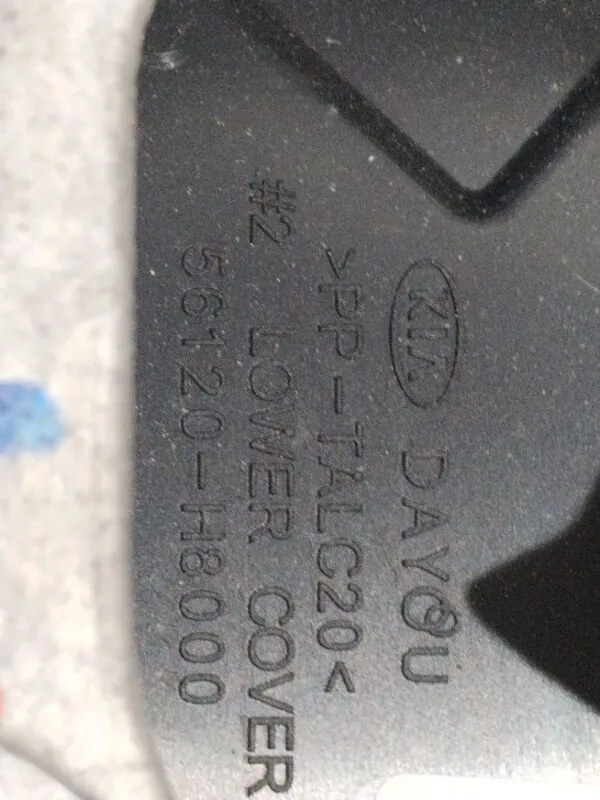 KIA DAYOU
>PP-TALC20<
#2 LOWER COVER
56120-H8000